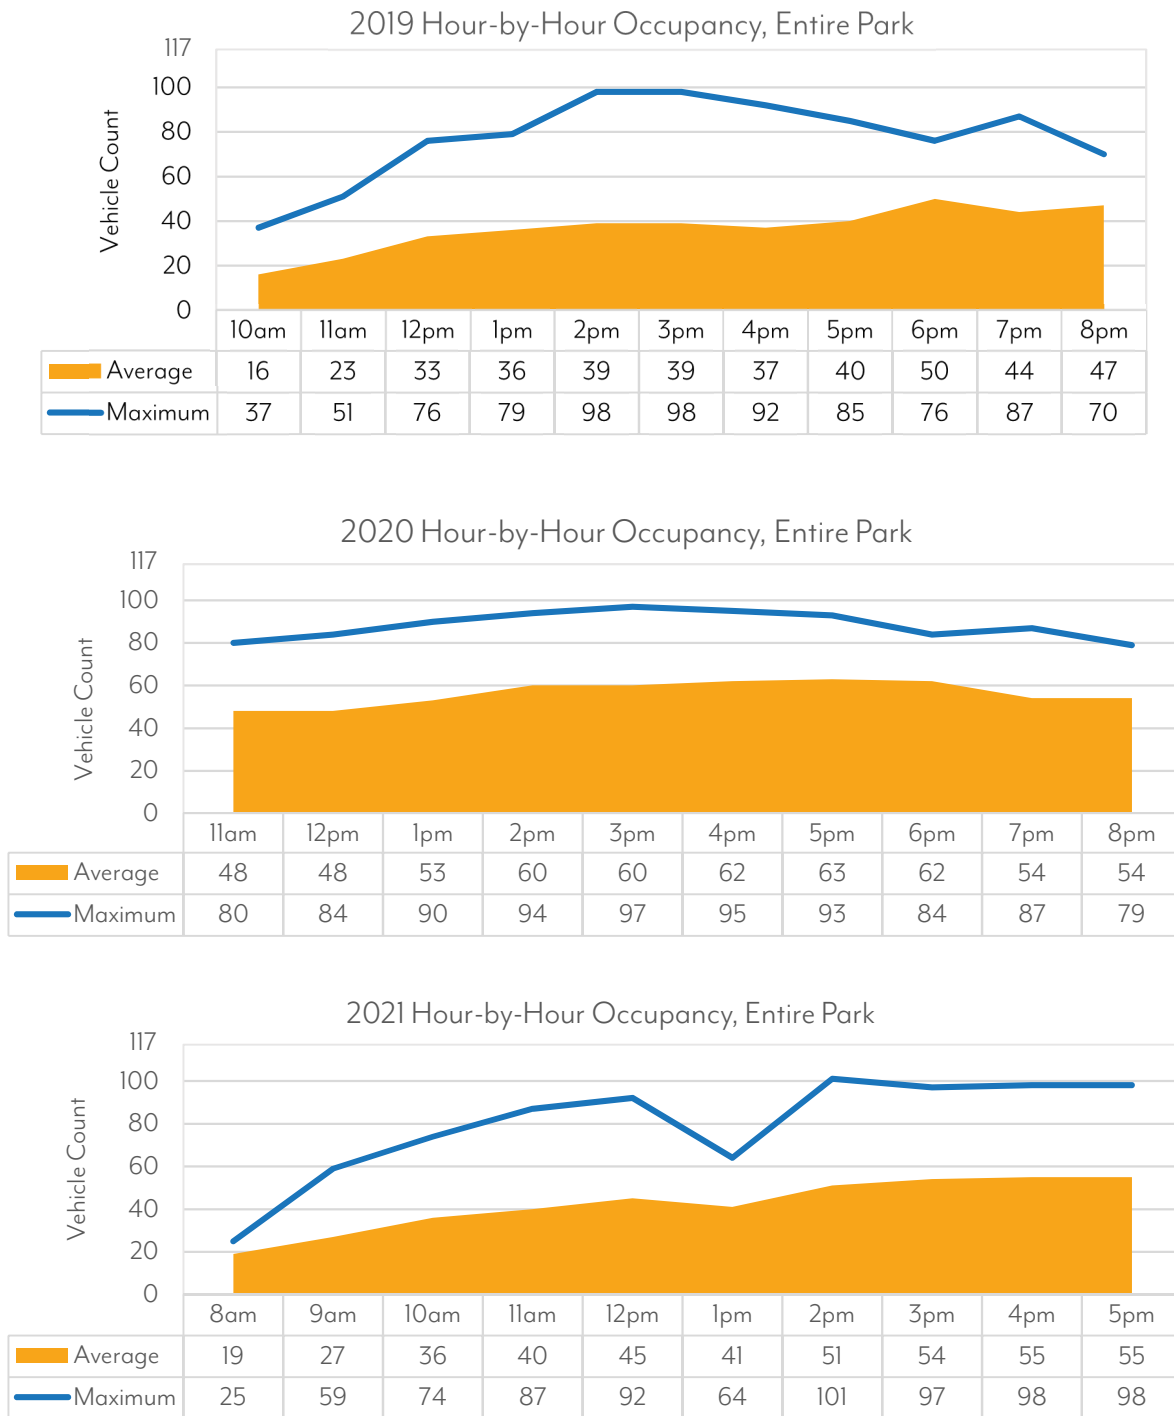 2019 Hour-by-Hour Occupancy, Entire Park
117
100
80
60
40
20
0
Vehicle Count
10am 11am 12pm 1pm 2pm 3pm 4pm 5pm 6pm 7pm 8pm
Average 16 23 33 36 39 39 37 40 50 44 47
Maximum 37 51 76 79 98 98 92 85 76 87 70
2020 Hour-by-Hour Occupancy, Entire Park
117
100
80
60
40
20
0
Vehicle Count
11am 12pm 1pm 2pm 3pm 4pm 5pm 6pm 7pm 8pm
Average 48 48 53 60 60 62 63 62 54 54
Maximum 80 84 90 94 97 95 93 84 87 79
2021 Hour-by-Hour Occupancy, Entire Park
117
100
80
60
40
20
0
Vehicle Count
8am 9am 10am 11am 12pm 1pm 2pm 3pm 4pm 5pm
Average 19 27 36 40 45 41 51 54 55 55
Maximum 25 59 74 87 92 64 101 97 98 98